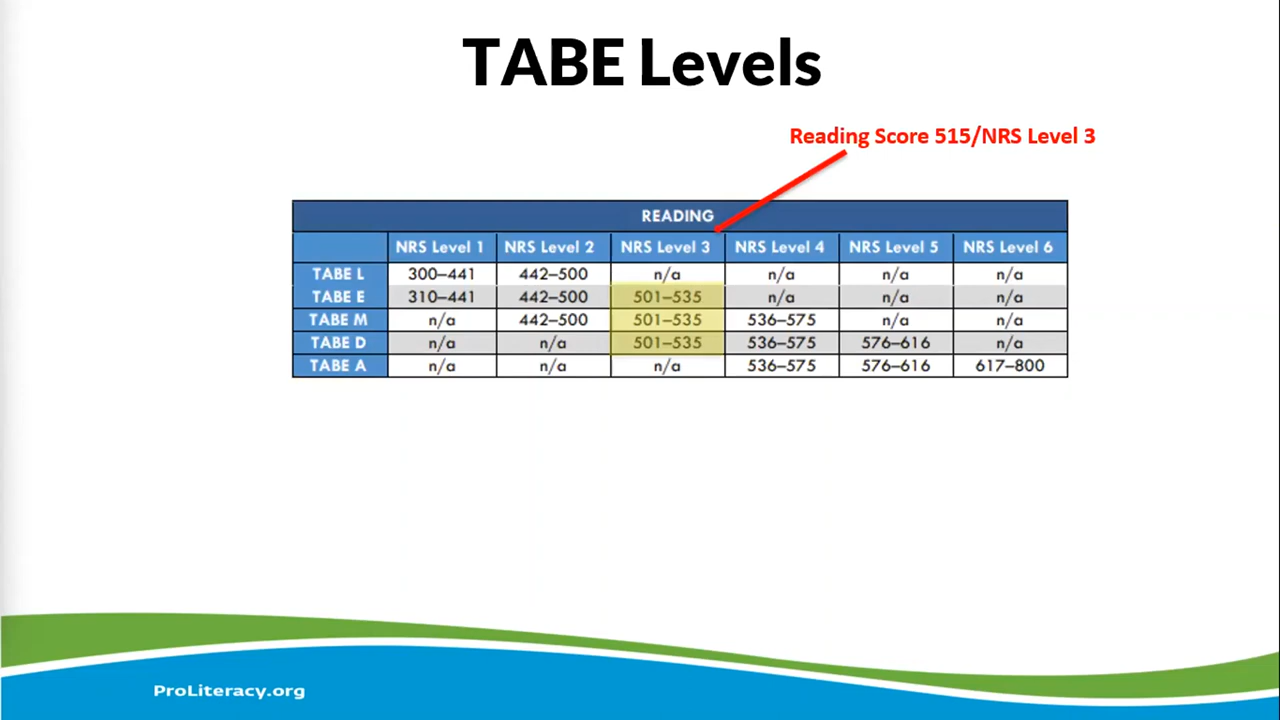 TABE Levels
Reading Score 515/NRS Level 3
READING
NRS Level 1 NRS Level 2 NRS Level 3 NRS Level 4 NRS Level 5 NRS Level 6
TABE L 300–441 442–500 n/a n/a n/a n/a
TABE E 310–441 442–500 501–535 n/a n/a n/a
TABE M n/a 442–500 501–535 536–575 n/a n/a
TABE D n/a n/a 501–535 536–575 576–616 n/a
TABE A n/a n/a n/a 536–575 576–616 617–800
ProLiteracy.org